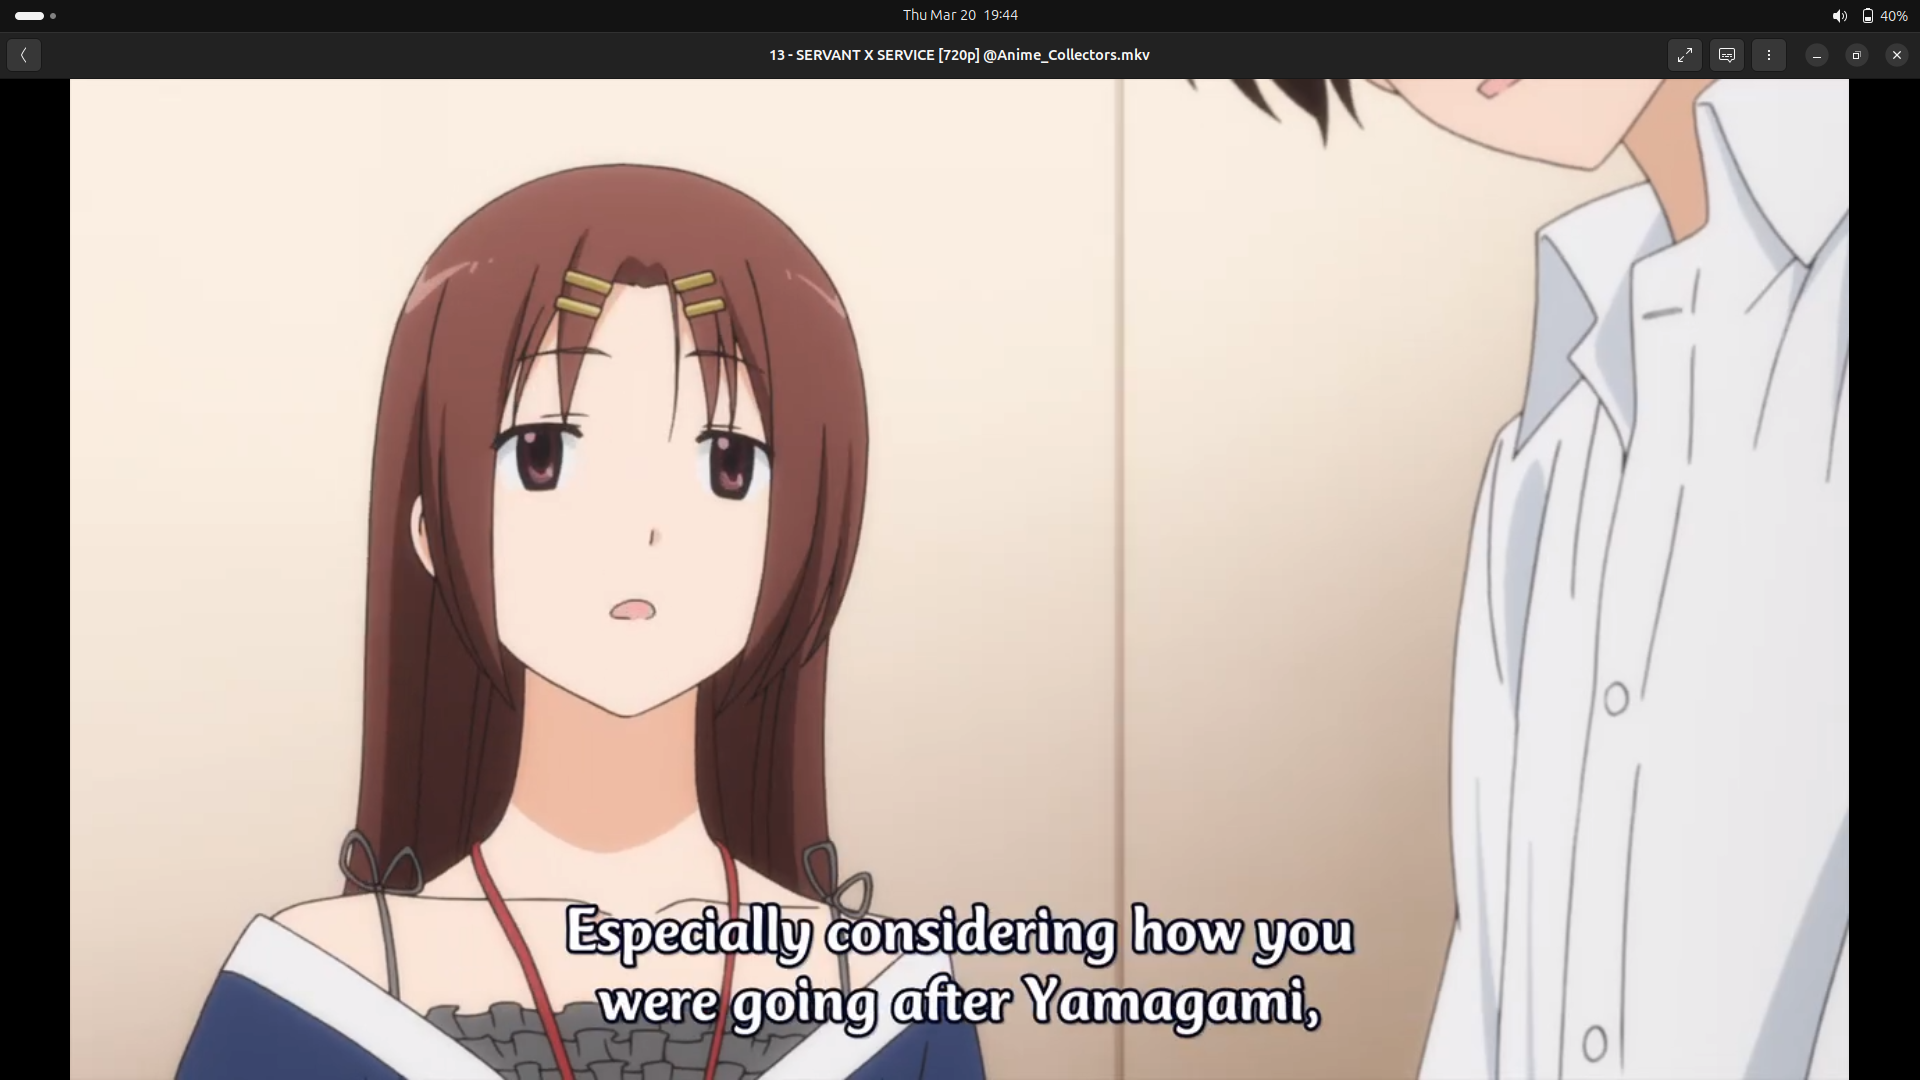 Thu Mar 20 19:44
40%
13 - SERVANT X SERVICE [720p] @Anime_Collectors.mkv
Especially considering how you
were going after Yamagami,